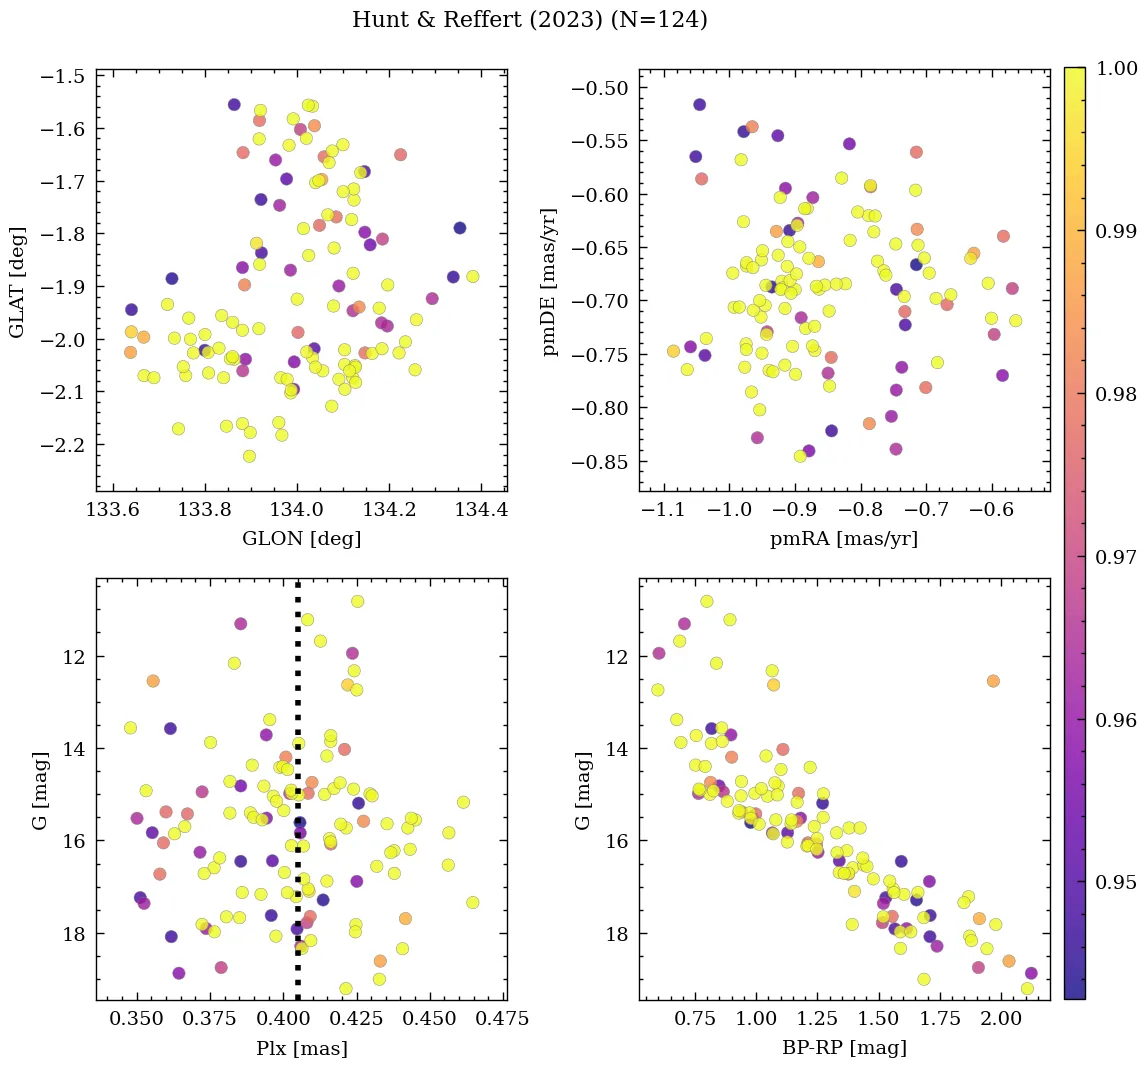 Hunt & Reffert (2023) (N=124)
−1.5
−1.6
−1.7
−1.8
−1.9
−2.0
−2.1
−2.2
GLAT [deg]
133.6 133.8 134.0 134.2 134.4
GLON [deg]
−0.50
−0.55
−0.60
−0.65
−0.70
−0.75
−0.80
−0.85
pmDE [mas/yr]
−1.1 −1.0 −0.9 −0.8 −0.7 −0.6
pmRA [mas/yr]
1.00
0.99
0.98
0.97
0.96
0.95
12
14
16
18
G [mag]
0.350 0.375 0.400 0.425 0.450 0.475
Plx [mas]
12
14
16
18
G [mag]
0.75 1.00 1.25 1.50 1.75 2.00
BP-RP [mag]